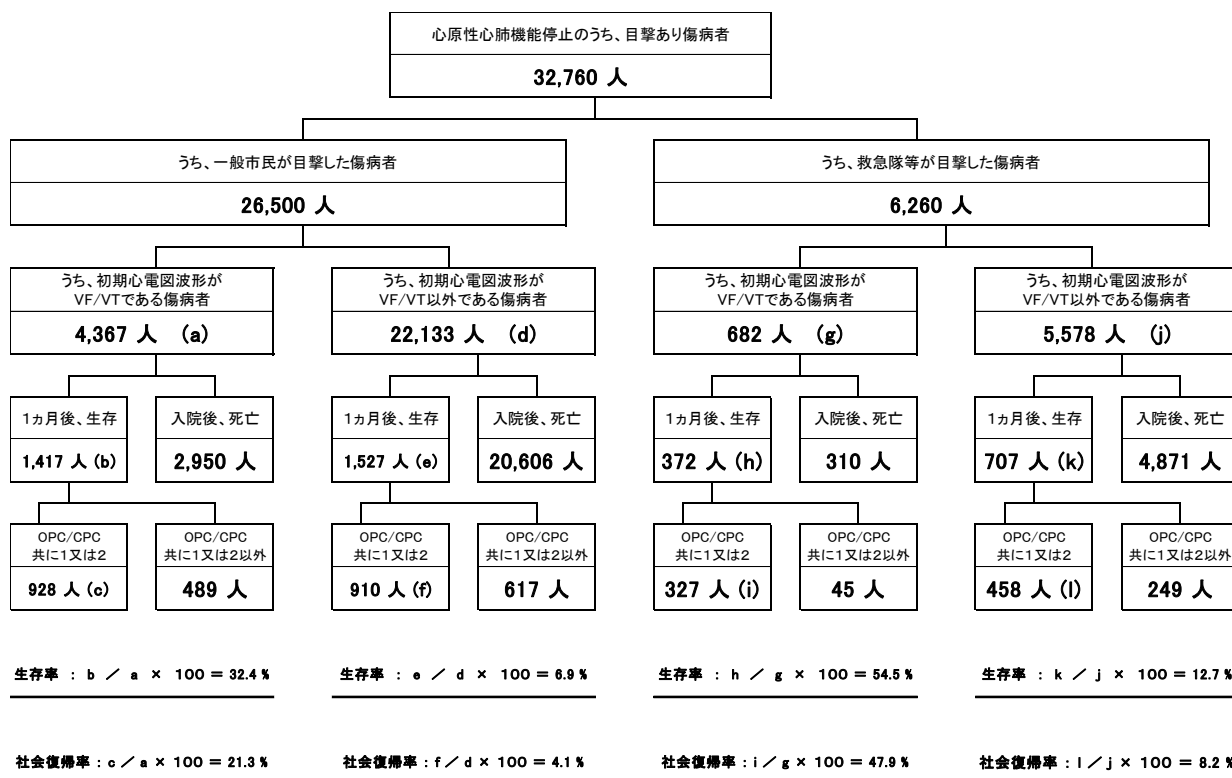 心原性心肺機能停止のうち、目撃あり傷病者
32,760 人
うち、一般市民が目撃した傷病者
26,500 人
うち、救急隊等が目撃した傷病者
6,260 人
うち、初期心電図波形が
VF/VTである傷病者
4,367 人 (a)
うち、初期心電図波形が
VF/VT以外である傷病者
22,133 人 (d)
うち、初期心電図波形が
VF/VTである傷病者
682 人 (g)
うち、初期心電図波形が
VF/VT以外である傷病者
5,578 人 (j)
1ヵ月後、生存
1,417 人 (b)
入院後、死亡
2,950 人
1ヵ月後、生存
1,527 人 (e)
入院後、死亡
20,606 人
1ヵ月後、生存
372 人 (h)
入院後、死亡
310 人
1ヵ月後、生存
707 人 (k)
入院後、死亡
4,871 人
OPC/CPC
共に1又は2
928 人 (c)
OPC/CPC
共に1又は2以外
489 人
OPC/CPC
共に1又は2
910 人 (f)
OPC/CPC
共に1又は2以外
617 人
OPC/CPC
共に1又は2
327 人 (i)
OPC/CPC
共に1又は2以外
45 人
OPC/CPC
共に1又は2
458 人 (l)
OPC/CPC
共に1又は2以外
249 人
生存率 : b / a × 100 = 32.4 %
生存率 : e / d × 100 = 6.9 %
生存率 : h / g × 100 = 54.5 %
生存率 : k / j × 100 = 12.7 %
社会復帰率 : c / a × 100 = 21.3 %
社会復帰率 : f / d × 100 = 4.1 %
社会復帰率 : i / g × 100 = 47.9 %
社会復帰率 : l / j × 100 = 8.2 %